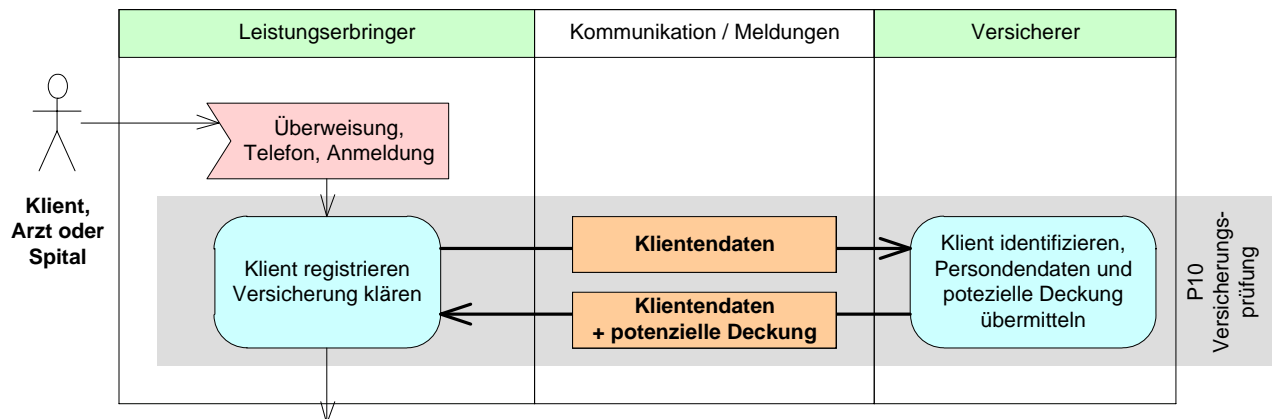 Leistungserbringer
Kommunikation / Meldungen
Versicherer
Überweisung,
Telefon, Anmeldung
Klient,
Arzt oder
Spital
Klient registrieren
Versicherung klären
Klientendaten
Klientendaten
+ potenzielle Deckung
Klient identifizieren,
Persondendaten und
potezielle Deckung
übermitteln
P10
Versicherungs-
prüfung